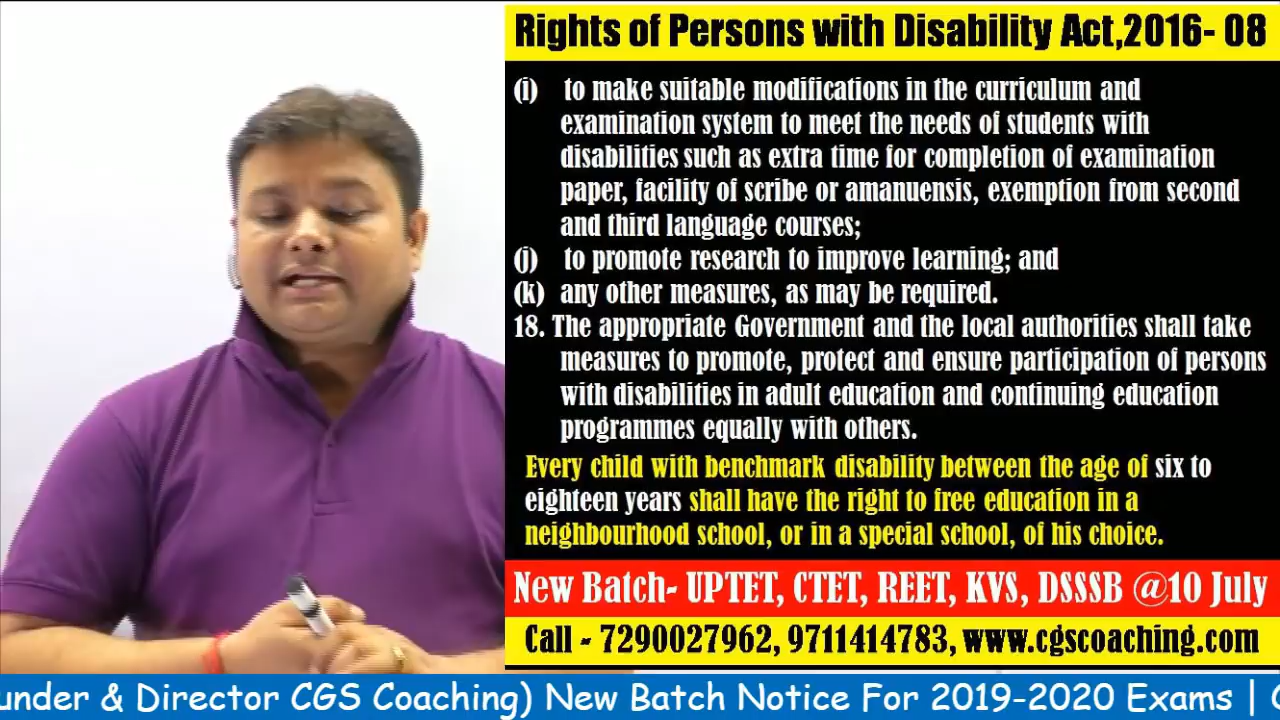 Rights of Persons with Disability Act,2016- 08
(i) to make suitable modifications in the curriculum and
examination system to meet the needs of students with
disabilities such as extra time for completion of examination
paper, facility of scribe or amanuensis, exemption from second
and third language courses;
(j) to promote research to improve learning; and
(k) any other measures, as may be required.
18. The appropriate Government and the local authorities shall take
measures to promote, protect and ensure participation of persons
with disabilities in adult education and continuing education
programmes equally with others.
Every child with benchmark disability between the age of six to
eighteen years shall have the right to free education in a
neighbourhood school, or in a special school, of his choice.
New Batch- UPTET, CTET, REET, KVS, DSSSB @10 July
Call - 7290027962, 9711414783, www.cgscoaching.com
under & Director CGS Coaching) New Batch Notice For 2019-2020 Exams |